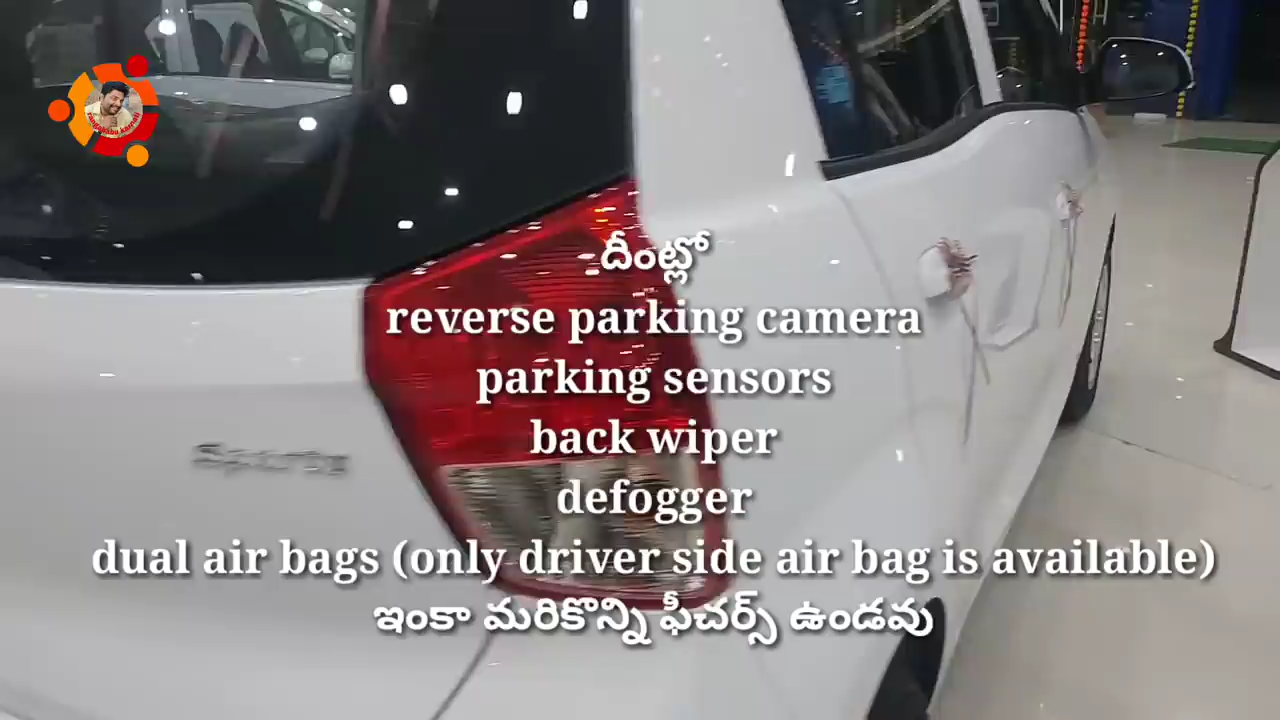 దీంట్లో
reverse parking camera
parking sensors
back wiper
defogger
dual air bags (only driver side air bag is available)
ఇంకా మరికొన్ని ఫీచర్స్ ఉండవు
Sportz